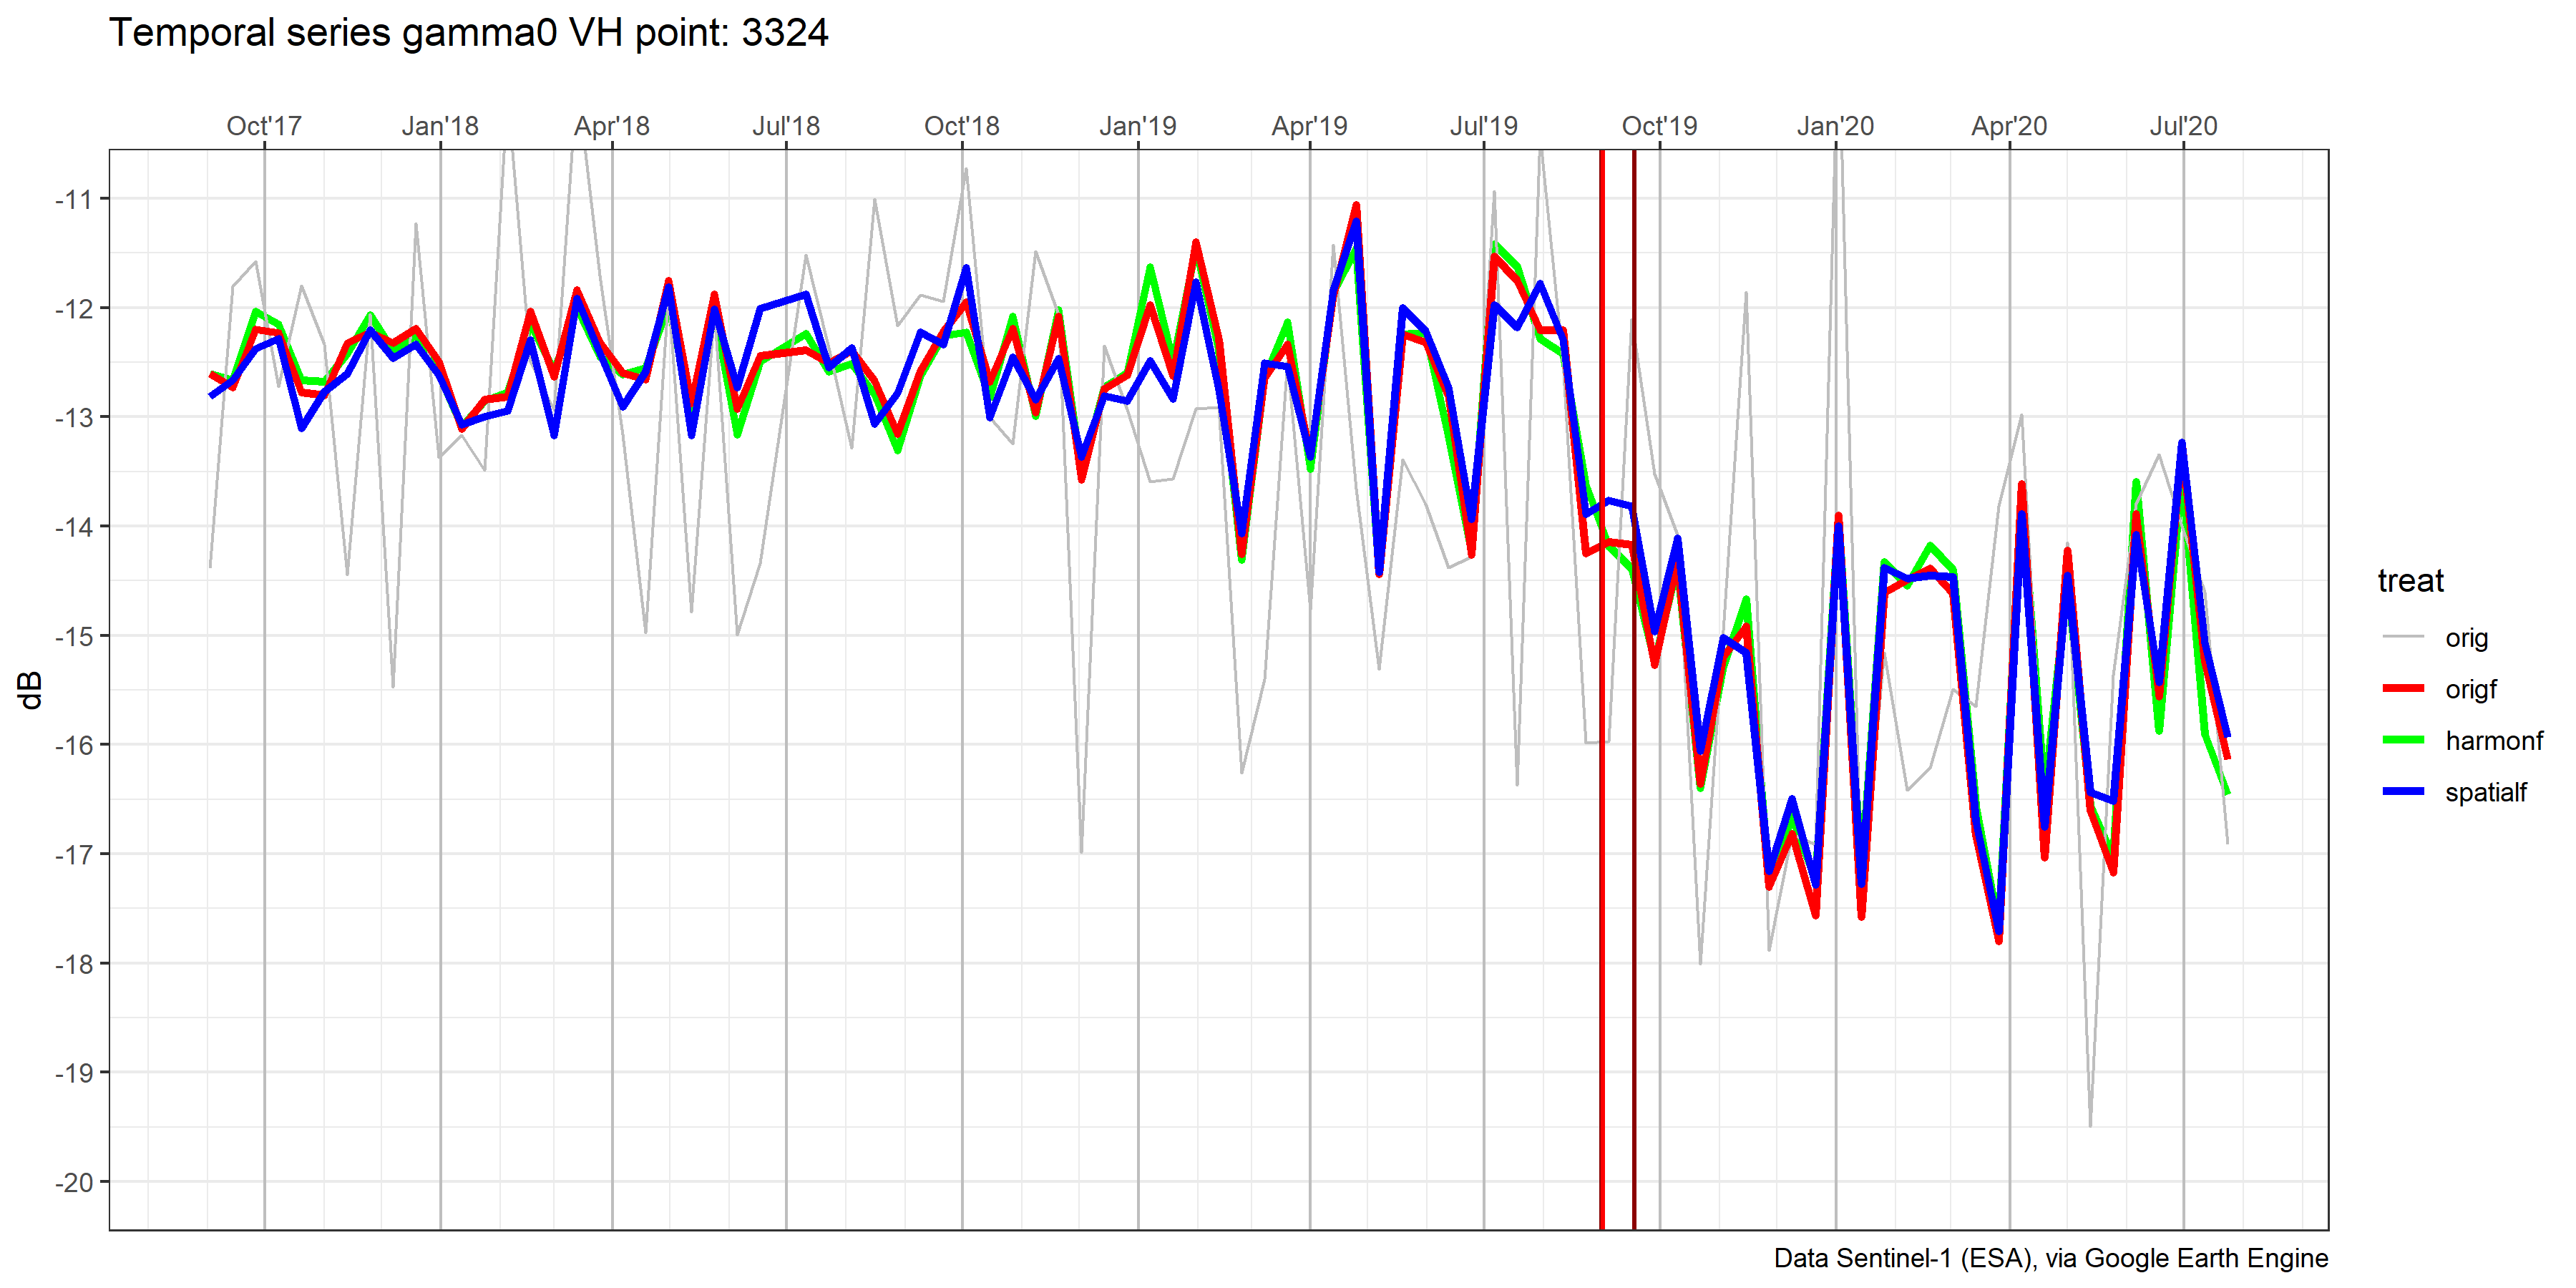 Temporal series gamma0 VH point: 3324
Oct'17 Jan'18 Apr'18 Jul'18 Oct'18 Jan'19 Apr'19 Jul'19 Oct'19 Jan'20 Apr'20 Jul'20
-11
-12
-13
-14
-15
-16
-17
-18
-19
-20
dB
treat
orig
origf
harmonf
spatialf
Data Sentinel-1 (ESA), via Google Earth Engine